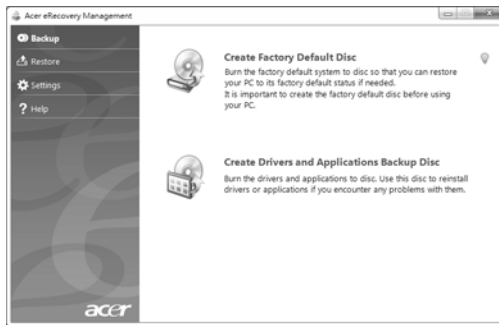 Acer eRecovery Management
Backup
Restore
Settings
Help
Create Factory Default Disc
Burn the factory default system to disc so that you can restore
your PC to its factory default status if needed.
It is important to create the factory default disc before using
your PC.
Create Drivers and Applications Backup Disc
Burn the drivers and applications to disc. Use this disc to reinstall
drivers or applications if you encounter any problems with them.
acer